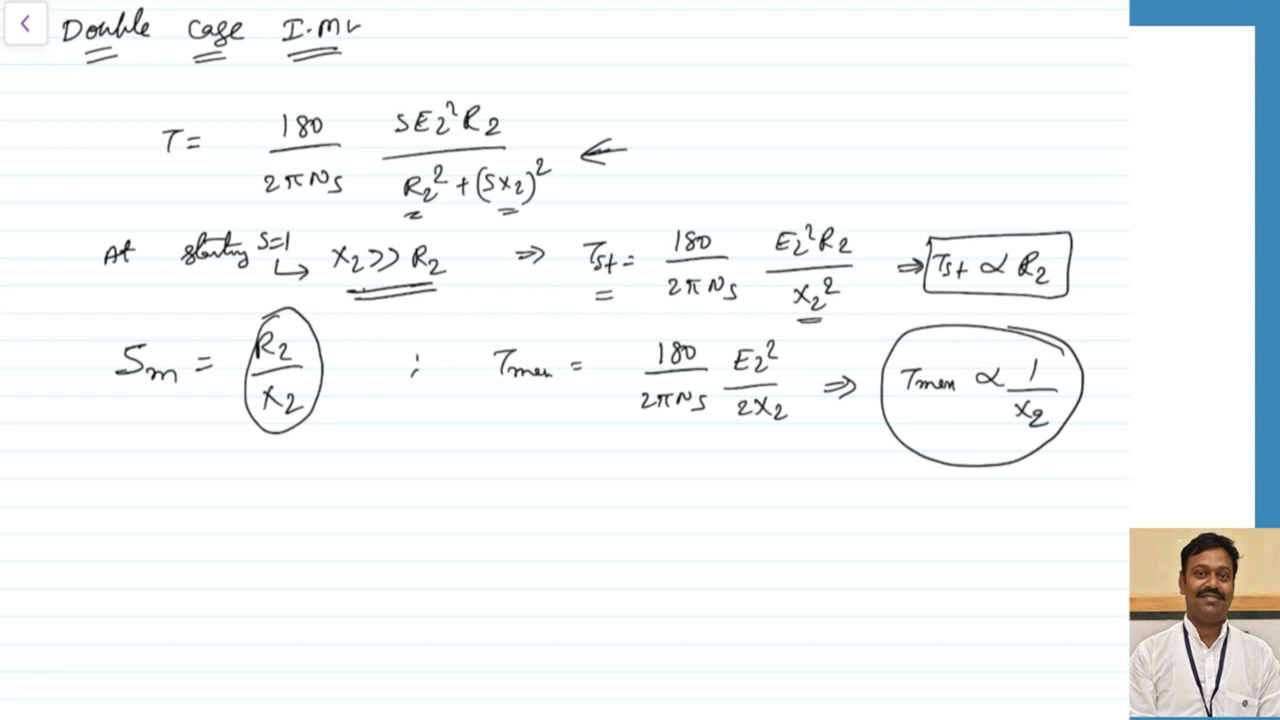 Double Cage I.Mr
T = 180/2πNs SE2²R2/R2² + (SX2)² ⇐
At starting S=1 ↳ X2 >> R2 ⇒ Tst = 180/2πNs E2²R2/X2² ⇒ Tst ∝ R2
Sm = R2/X2 ; Tmax = 180/2πNs E2²/2X2 ⇒ Tmax ∝ 1/X2